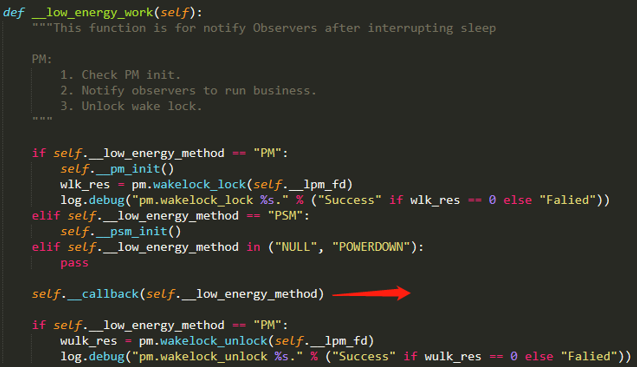 def __low_energy_work(self):
"""This function is for notify Observers after interrupting sleep
PM:
1. Check PM init.
2. Notify observers to run business.
3. Unlock wake lock.
"""
if self.__low_energy_method == "PM":
self.__pm_init()
wlk_res = pm.wakelock_lock(self.__lpm_fd)
log.debug("pm.wakelock_lock %s." % ("Success" if wlk_res == 0 else "Falied"))
elif self.__low_energy_method == "PSM":
self.__psm_init()
elif self.__low_energy_method in ("NULL", "POWERDOWN"):
pass
self.__callback(self.__low_energy_method)
if self.__low_energy_method == "PM":
wulk_res = pm.wakelock_unlock(self.__lpm_fd)
log.debug("pm.wakelock_unlock %s." % ("Success" if wulk_res == 0 else "Falied"))